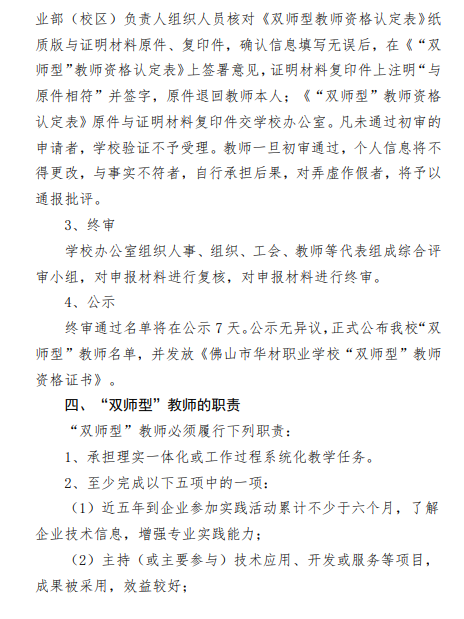 业部（校区）负责人组织人员核对《双师型教师资格认定表》纸
质版与证明材料原件、复印件，确认信息填写无误后，在《“双
师型”教师资格认定表》上签署意见，证明材料复印件上注明“与
原件相符”并签字，原件退回教师本人；《“双师型”教师资格
认定表》原件与证明材料复印件交学校办公室。凡未通过初审的
申请者，学校验证不予受理。教师一旦初审通过，个人信息将不
得更改，与事实不符者，自行承担后果，对弄虚作假者，将予以
通报批评。
3、终审
学校办公室组织人事、组织、工会、教师等代表组成综合评
审小组，对申报材料进行复核，对申报材料进行终审。
4、公示
终审通过名单将在公示 7 天。公示无异议，正式公布我校“双
师型”教师名单，并发放《佛山市华材职业学校“双师型”教师
资格证书》。
四、“双师型”教师的职责
“双师型”教师必须履行下列职责：
1、承担理实一体化或工作过程系统化教学任务。
2、至少完成以下五项中的一项：
（1）近五年到企业参加实践活动累计不少于六个月，了解
企业技术信息，增强专业实践能力；
（2）主持（或主要参与）技术应用、开发或服务等项目，
成果被采用，效益较好；